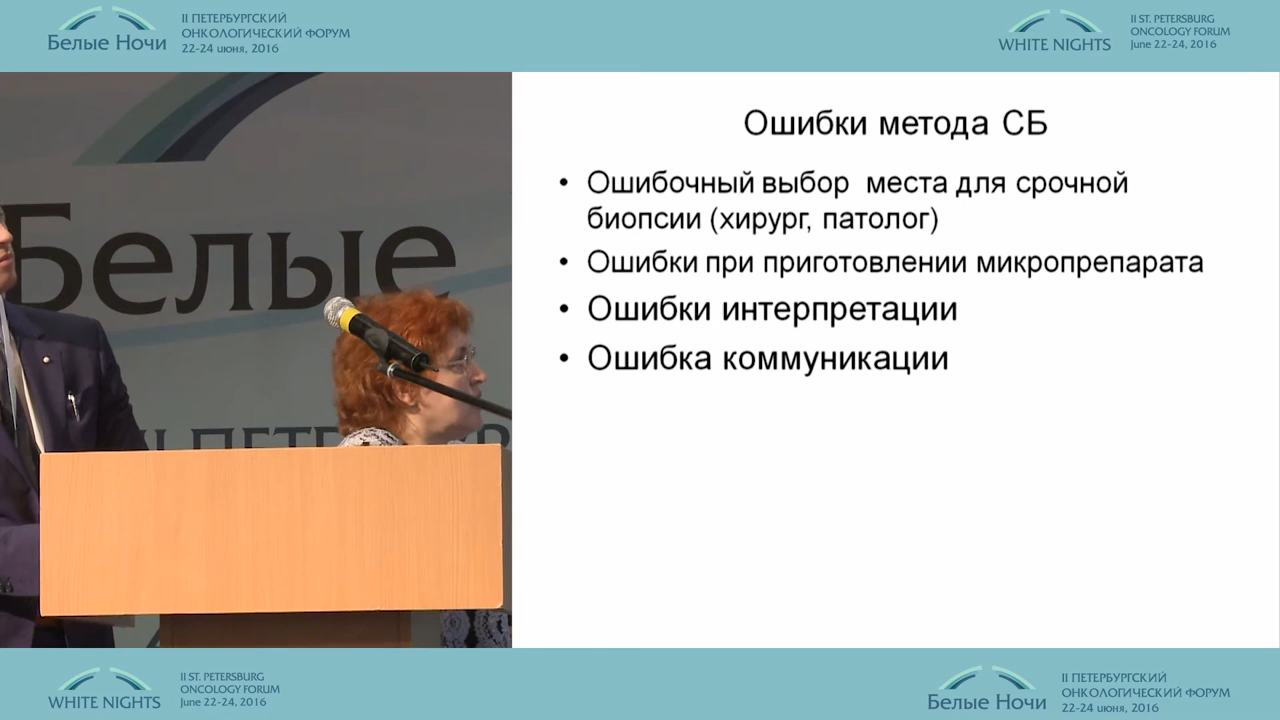 Белые Ночи
II ПЕТЕРБУРГСКИЙ
ОНКОЛОГИЧЕСКИЙ ФОРУМ
22-24 июня, 2016
WHITE NIGHTS
II ST. PETERSBURG
ONCOLOGY FORUM
June 22-24, 2016
Белые
Ошибки метода СБ
• Ошибочный выбор места для срочной
биопсии (хирург, патолог)
• Ошибки при приготовлении микропрепарата
• Ошибки интерпретации
• Ошибка коммуникации
WHITE NIGHTS
II ST. PETERSBURG
ONCOLOGY FORUM
June 22-24, 2016
Белые Ночи
II ПЕТЕРБУРГСКИЙ
ОНКОЛОГИЧЕСКИЙ ФОРУМ
22-24 июня, 2016